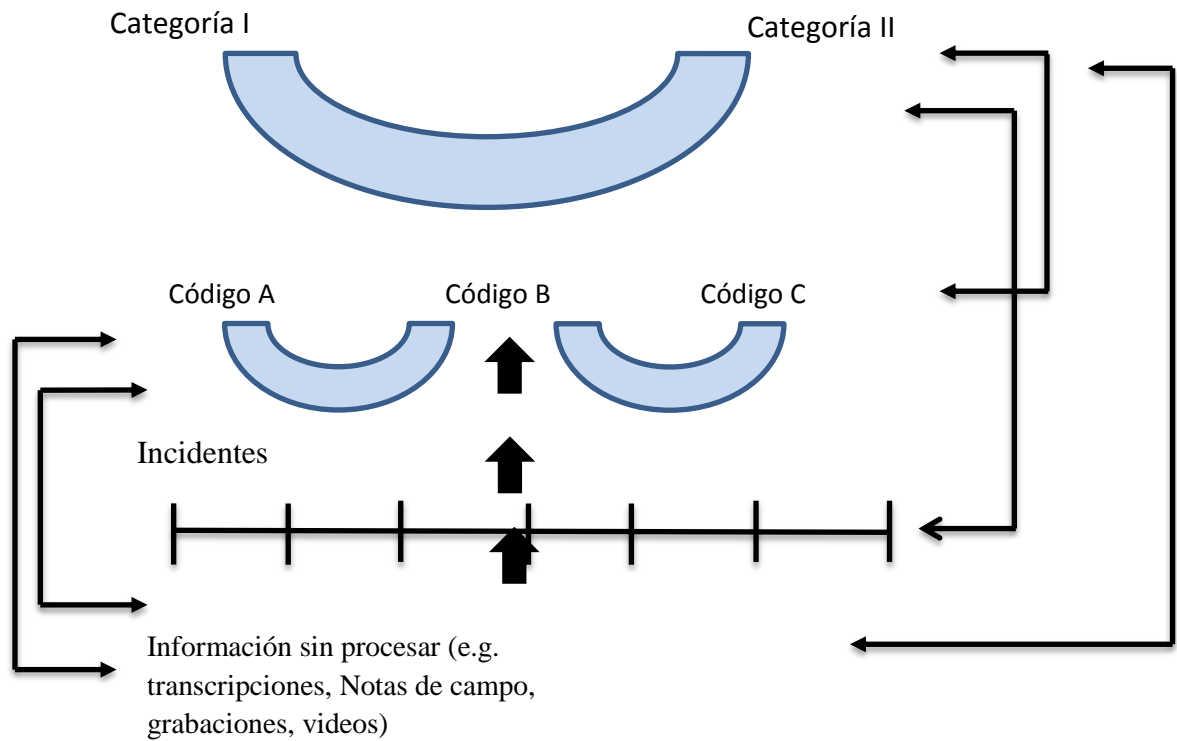 Categoría I
Categoría II
Código A
Código B
Código C
Incidentes
Información sin procesar (e.g.
transcripciones, Notas de campo,
grabaciones, videos)